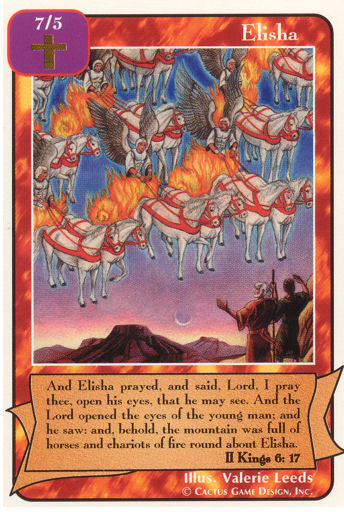 7/5
Elisha
And Elisha prayed, and said, Lord, I pray
thee, open his eyes, that he may see. And the
Lord opened the eyes of the young man; and
he saw: and, behold, the mountain was full of
horses and chariots of fire round about Elisha.
II Kings 6: 17
Illus. Valerie Leeds
© Cactus Game Design, Inc.